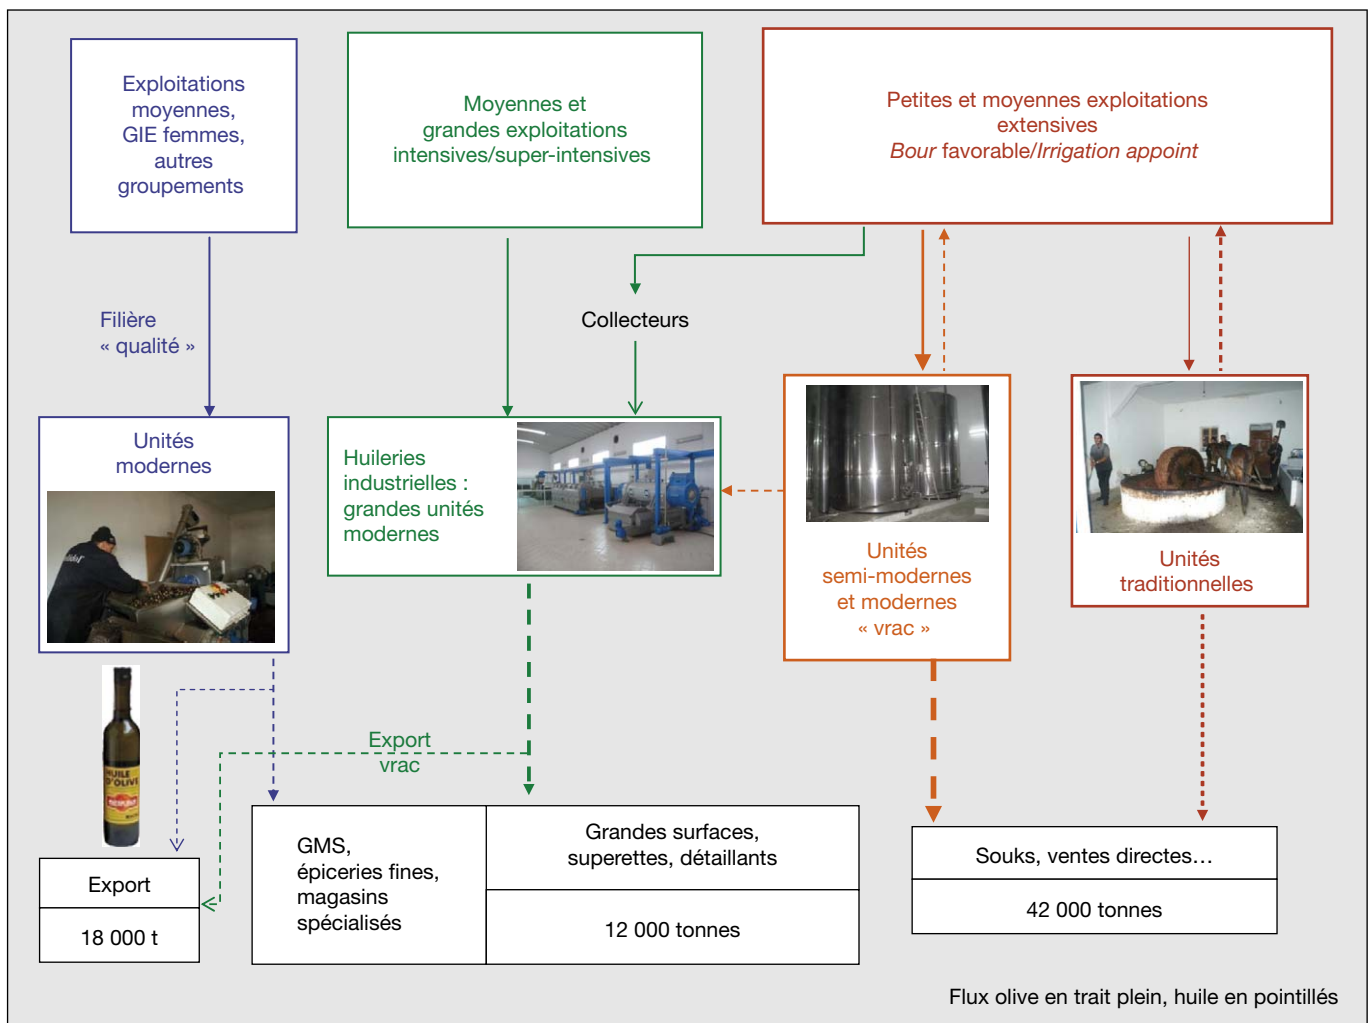 Exploitations
moyennes,
GIE femmes,
autres
groupements
Moyennes et
grandes exploitations
intensives/super-intensives
Petites et moyennes exploitations
extensives
Bour favorable/Irrigation appoint
Filière
« qualité »
Collecteurs
Unités
modernes
Huileries
industrielles :
grandes unités
modernes
Unités
semi-modernes
et modernes
« vrac »
Unités
traditionnelles
HUILE
D'OLIVE
Export
vrac
Export
18 000 t
GMS,
épiceries fines,
magasins
spécialisés
Grandes surfaces,
superettes, détaillants
12 000 tonnes
Souks, ventes directes…
42 000 tonnes
Flux olive en trait plein, huile en pointillés